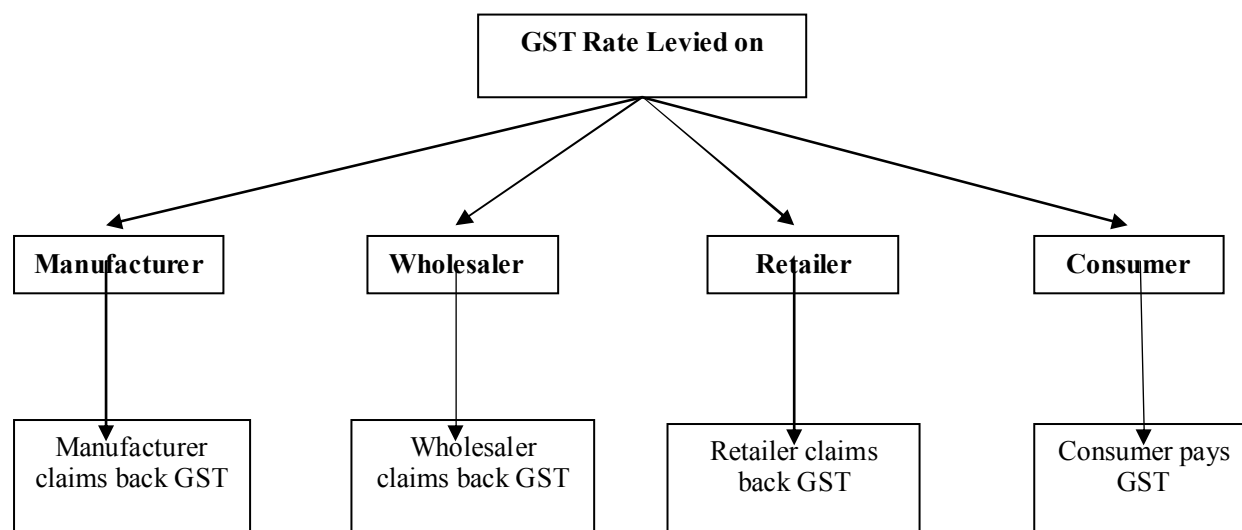 GST Rate Levied on
Manufacturer
Wholesaler
Retailer
Consumer
Manufacturer
claims back GST
Wholesaler
claims back GST
Retailer claims
back GST
Consumer pays
GST